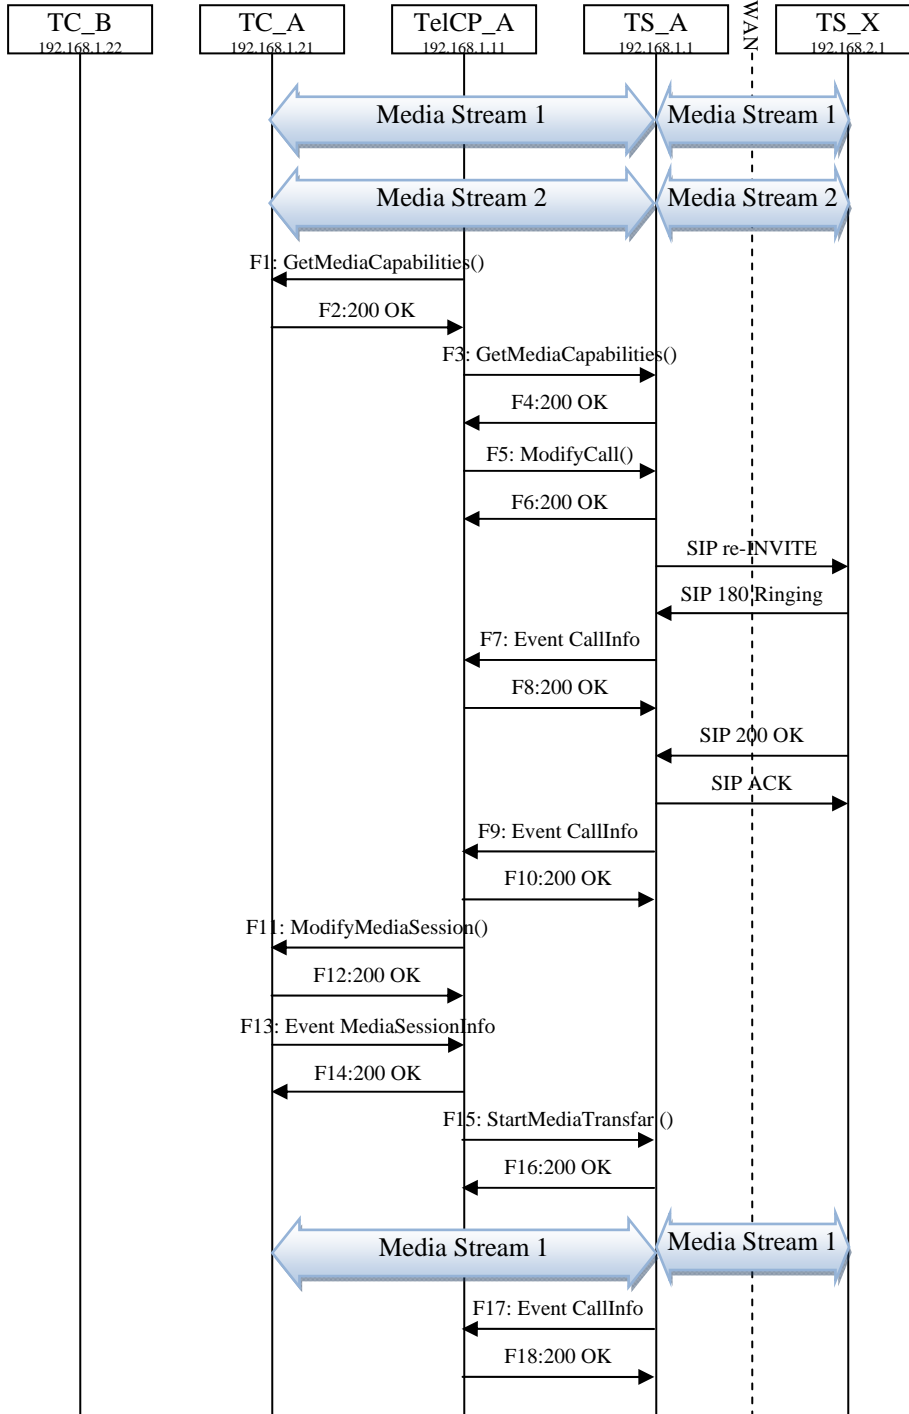 TC_B
192.168.1.22
TC_A
192.168.1.21
TelCP_A
192.168.1.11
TS_A
192.168.1.1
WAN
TS_X
192.168.2.1
Media Stream 1
Media Stream 1
Media Stream 2
Media Stream 2
F1: GetMediaCapabilities()
F2:200 OK
F3: GetMediaCapabilities()
F4:200 OK
F5: ModifyCall()
F6:200 OK
SIP re-INVITE
SIP 180 Ringing
F7: Event CallInfo
F8:200 OK
SIP 200 OK
SIP ACK
F9: Event CallInfo
F10:200 OK
F11: ModifyMediaSession()
F12:200 OK
F13: Event MediaSessionInfo
F14:200 OK
F15: StartMediaTransfar ()
F16:200 OK
Media Stream 1
Media Stream 1
F17: Event CallInfo
F18:200 OK